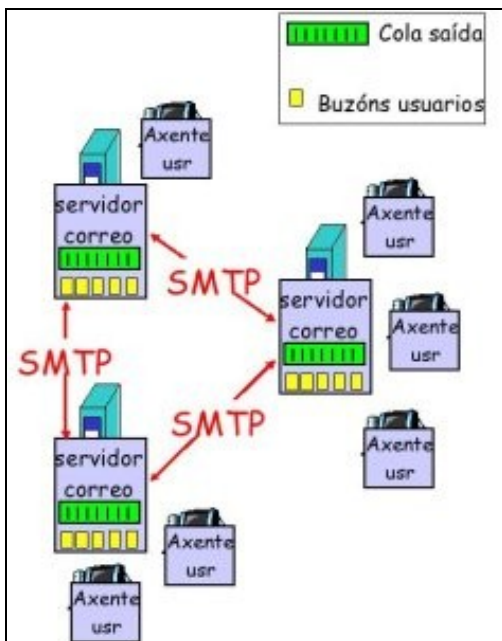 Cola saída
Buzóns usuarios
Axente
usr
servidor
correo
SMTP
Axente
usr
servidor
correo
Axente
usr
SMTP
SMTP
servidor
correo
Axente
usr
Axente
usr
Axente
usr